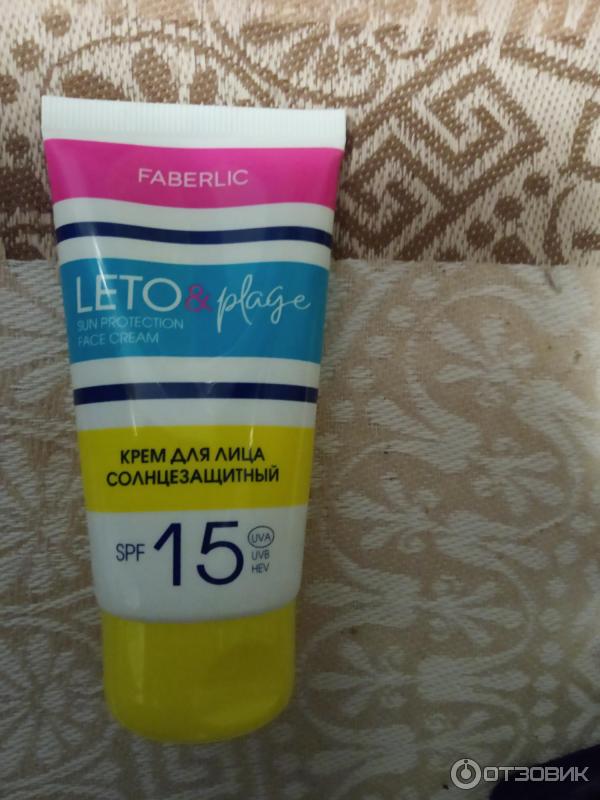 FABERLIC
LETO & plage
SUN PROTECTION
FACE CREAM
КРЕМ ДЛЯ ЛИЦА
СОЛНЦЕЗАЩИТНЫЙ
SPF 15
UVA
UVB
HEV
ОТЗОВИК